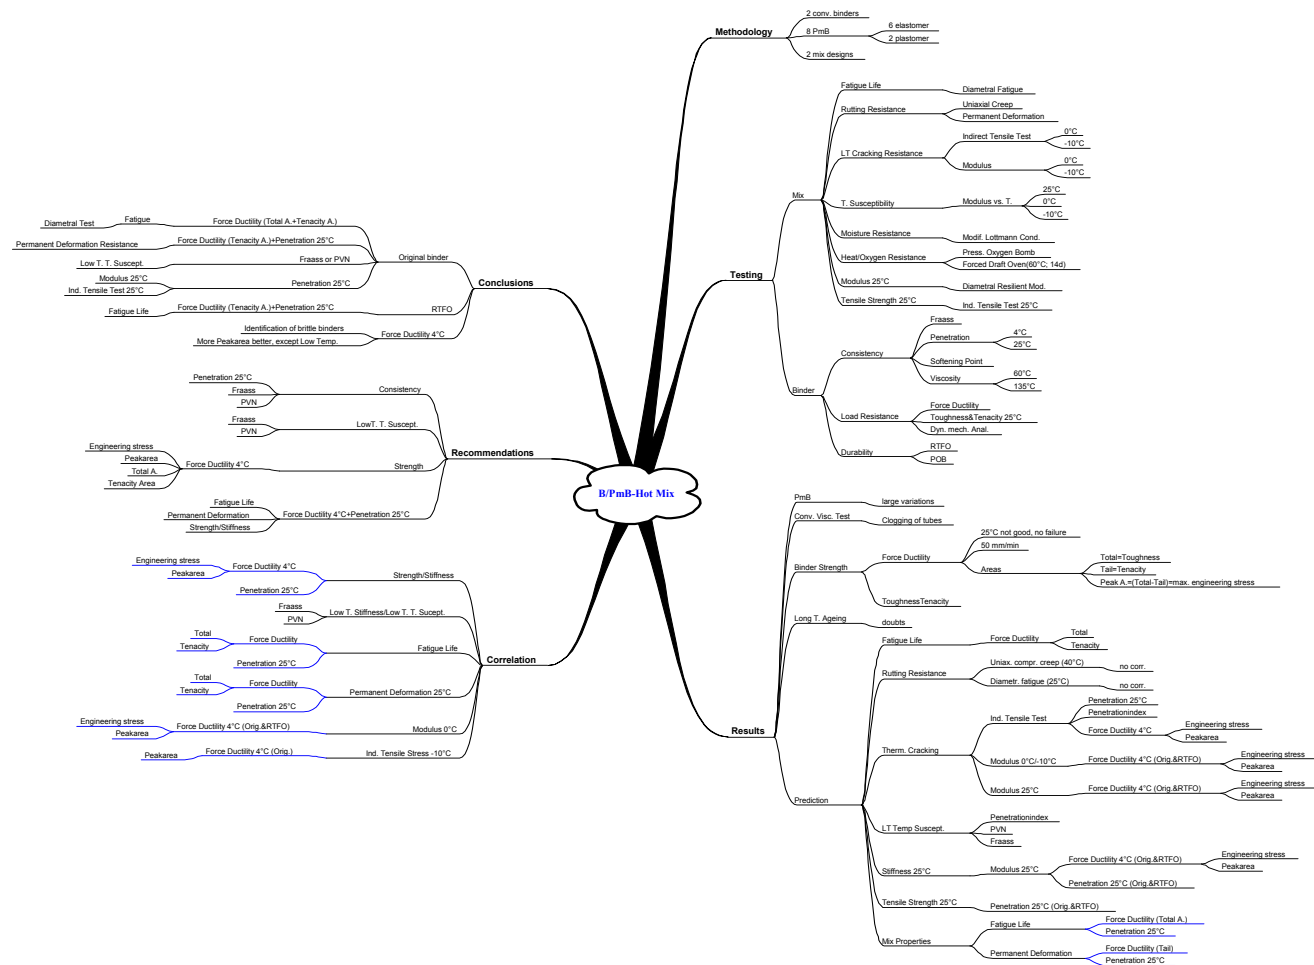 B/PmB-Hot Mix
Methodology
2 conv. binders
8 PmB
6 elastomer
2 plastomer
2 mix designs
Testing
Mix
Fatigue Life
Diametral Fatigue
Rutting Resistance
Uniaxial Creep
Permanent Deformation
LT Cracking Resistance
Indirect Tensile Test
0°C
-10°C
Modulus
0°C
-10°C
T. Susceptibility
Modulus vs. T.
25°C
0°C
-10°C
Moisture Resistance
Modif. Lottmann Cond.
Heat/Oxygen Resistance
Press. Oxygen Bomb
Forced Draft Oven(60°C; 14d)
Modulus 25°C
Diametral Resilient Mod.
Tensile Strength 25°C
Ind. Tensile Test 25°C
Binder
Consistency
Fraass
Penetration
4°C
25°C
Softening Point
Viscosity
60°C
135°C
Load Resistance
Force Ductility
Toughness&Tenacity 25°C
Dyn. mech. Anal.
Durability
RTFO
POB
Results
PmB
large variations
Conv. Visc. Test
Clogging of tubes
Binder Strength
Force Ductility
25°C not good, no failure
50 mm/min
Areas
Total=Toughness
Tail=Tenacity
Peak A.=(Total-Tail)=max. engineering stress
ToughnessTenacity
Long T. Ageing
doubts
Prediction
Fatigue Life
Force Ductility
Total
Tenacity
Rutting Resistance
Uniax. compr. creep (40°C)
no corr.
Diametr. fatigue (25°C)
no corr.
Therm. Cracking
Ind. Tensile Test
Penetration 25°C
Penetrationindex
Force Ductility 4°C
Engineering stress
Peakarea
Modulus 0°C/-10°C
Force Ductility 4°C (Orig.&RTFO)
Engineering stress
Peakarea
Modulus 25°C
Force Ductility 4°C (Orig.&RTFO)
Engineering stress
Peakarea
LT Temp Suscept.
Penetrationindex
PVN
Fraass
Stiffness 25°C
Modulus 25°C
Force Ductility 4°C (Orig.&RTFO)
Engineering stress
Peakarea
Penetration 25°C (Orig.&RTFO)
Tensile Strength 25°C
Penetration 25°C (Orig.&RTFO)
Mix Properties
Fatigue Life
Force Ductility (Total A.)
Penetration 25°C
Permanent Deformation
Force Ductility (Tail)
Penetration 25°C
Conclusions
Original binder
Force Ductility (Total A.+Tenacity A.)
Fatigue
Diametral Test
Force Ductility (Tenacity A.)+Penetration 25°C
Permanent Deformation Resistance
Fraass or PVN
Low T. T. Suscept.
Penetration 25°C
Modulus 25°C
Ind. Tensile Test 25°C
RTFO
Force Ductility (Tenacity A.)+Penetration 25°C
Fatigue Life
Force Ductility 4°C
Identification of brittle binders
More Peakarea better, except Low Temp.
Recommendations
Consistency
Penetration 25°C
Fraass
PVN
LowT. T. Suscept.
Fraass
PVN
Strength
Force Ductility 4°C
Engineering stress
Peakarea
Total A.
Tenacity Area
Force Ductility 4°C+Penetration 25°C
Fatigue Life
Permanent Deformation
Strength/Stiffness
Correlation
Strength/Stiffness
Force Ductility 4°C
Engineering stress
Peakarea
Penetration 25°C
Low T. Stiffness/Low T. T. Sucept.
Fraass
PVN
Fatigue Life
Force Ductility
Total
Tenacity
Penetration 25°C
Permanent Deformation 25°C
Force Ductility
Total
Tenacity
Penetration 25°C
Modulus 0°C
Force Ductility 4°C (Orig.&RTFO)
Engineering stress
Peakarea
Ind. Tensile Stress -10°C
Force Ductility 4°C (Orig.)
Peakarea